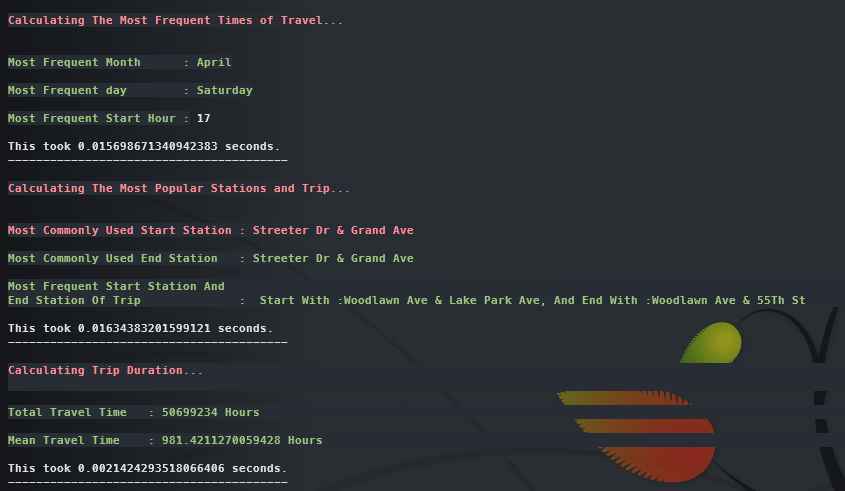 Calculating The Most Frequent Times of Travel...
Most Frequent Month      : April
Most Frequent day        : Saturday
Most Frequent Start Hour : 17
This took 0.015698671340942383 seconds.
----------------------------------------
Calculating The Most Popular Stations and Trip...
Most Commonly Used Start Station : Streeter Dr & Grand Ave
Most Commonly Used End Station   : Streeter Dr & Grand Ave
Most Frequent Start Station And
End Station Of Trip              :  Start With :Woodlawn Ave & Lake Park Ave, And End With :Woodlawn Ave & 55Th St
This took 0.01634383201599121 seconds.
----------------------------------------
Calculating Trip Duration...
Total Travel Time   : 50699234 Hours
Mean Travel Time    : 981.4211270059428 Hours
This took 0.0021424293518066406 seconds.
----------------------------------------